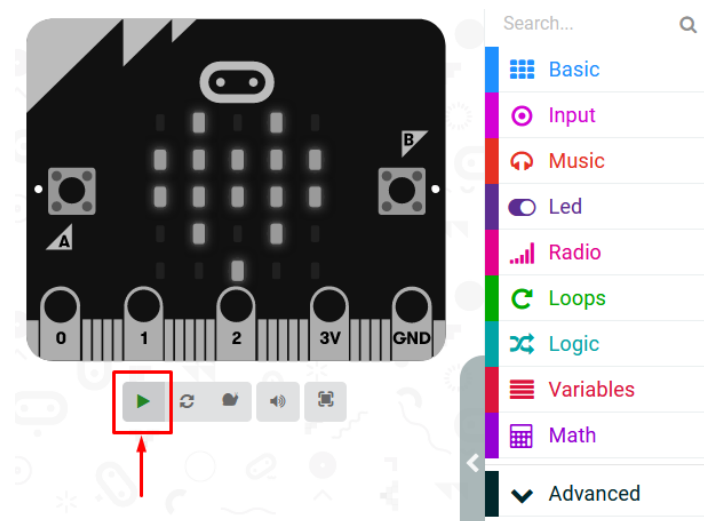 B
A
0 1 2 3V GND
Search...
Basic
Input
Music
Led
Radio
Loops
Logic
Variables
Math
Advanced